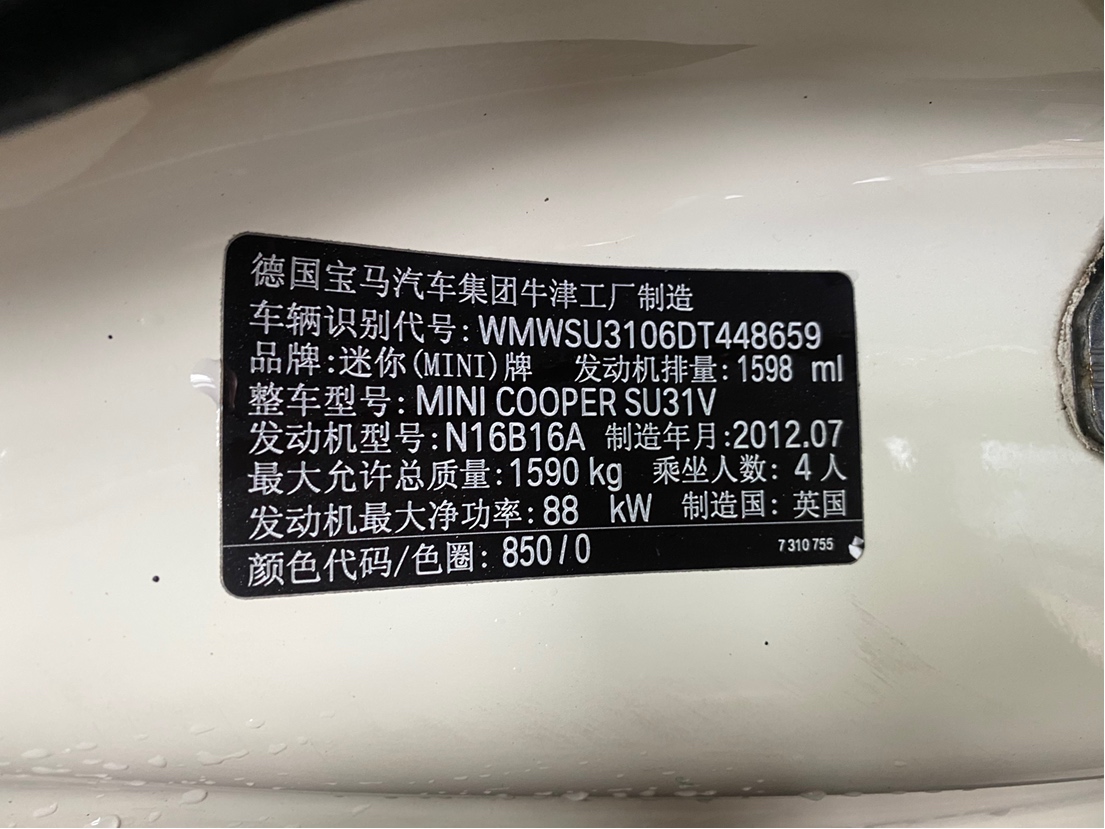 德国宝马汽车集团牛津工厂制造
车辆识别代号:WMWSU3106DT448659
品牌:迷你(MINI)牌 发动机排量:1598 ml
整车型号:MINI COOPER SU31V
发动机型号:N16B16A 制造年月:2012.07
最大允许总质量:1590 kg 乘坐人数:4人
发动机最大净功率:88 kW 制造国:英国
颜色代码/色圈:850/0 7 310 755